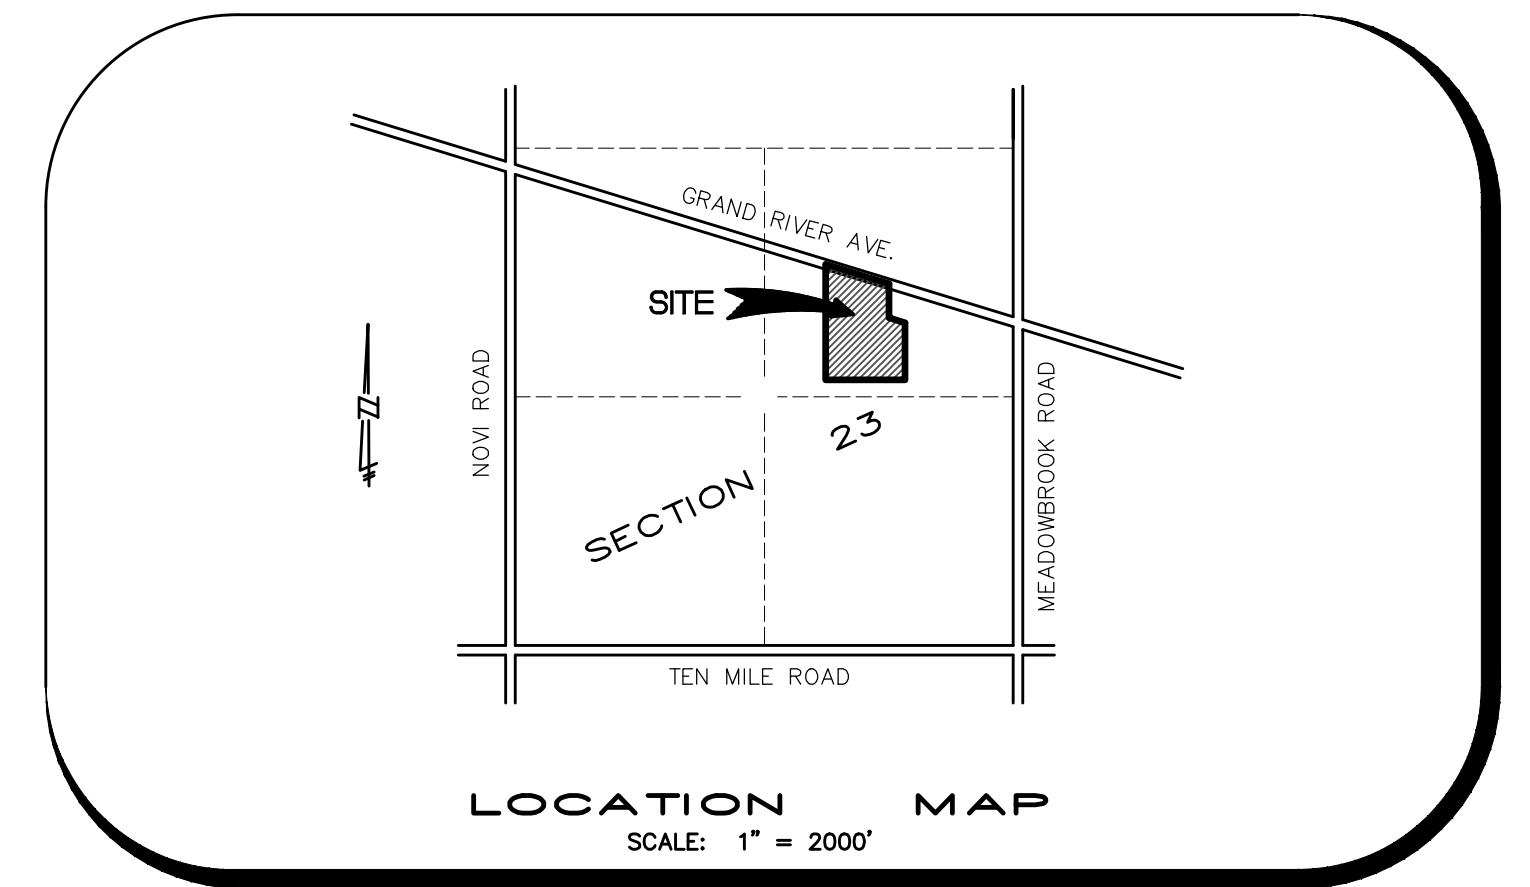 GRAND RIVER AVE.
SITE
NOVI ROAD
MEADOWBROOK ROAD
SECTION 23
TEN MILE ROAD
LOCATION MAP
SCALE: 1" = 2000'